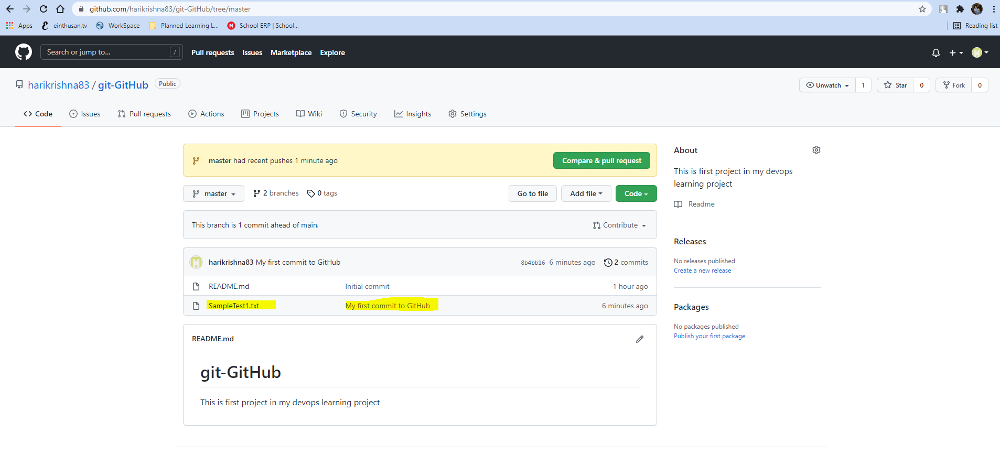 github.com/harikrishna83/git-GitHub/tree/master
Apps einthusan.tv WorkSpace Planned Learning L... School ERP | School... Reading list
Search or jump to... / Pull requests Issues Marketplace Explore
harikrishna83 / git-GitHub Public Unwatch 1 Star 0 Fork 0
Code Issues Pull requests Actions Projects Wiki Security Insights Settings
master had recent pushes 1 minute ago Compare & pull request
master 2 branches 0 tags Go to file Add file Code
This branch is 1 commit ahead of main. Contribute
harikrishna83 My first commit to GitHub 8b4bb16 6 minutes ago 2 commits
README.md Initial commit 1 hour ago
SampleTest1.txt My first commit to GitHub 6 minutes ago
README.md
git-GitHub
This is first project in my devops learning project
About
This is first project in my devops
learning project
Readme
Releases
No releases published
Create a new release
Packages
No packages published
Publish your first package